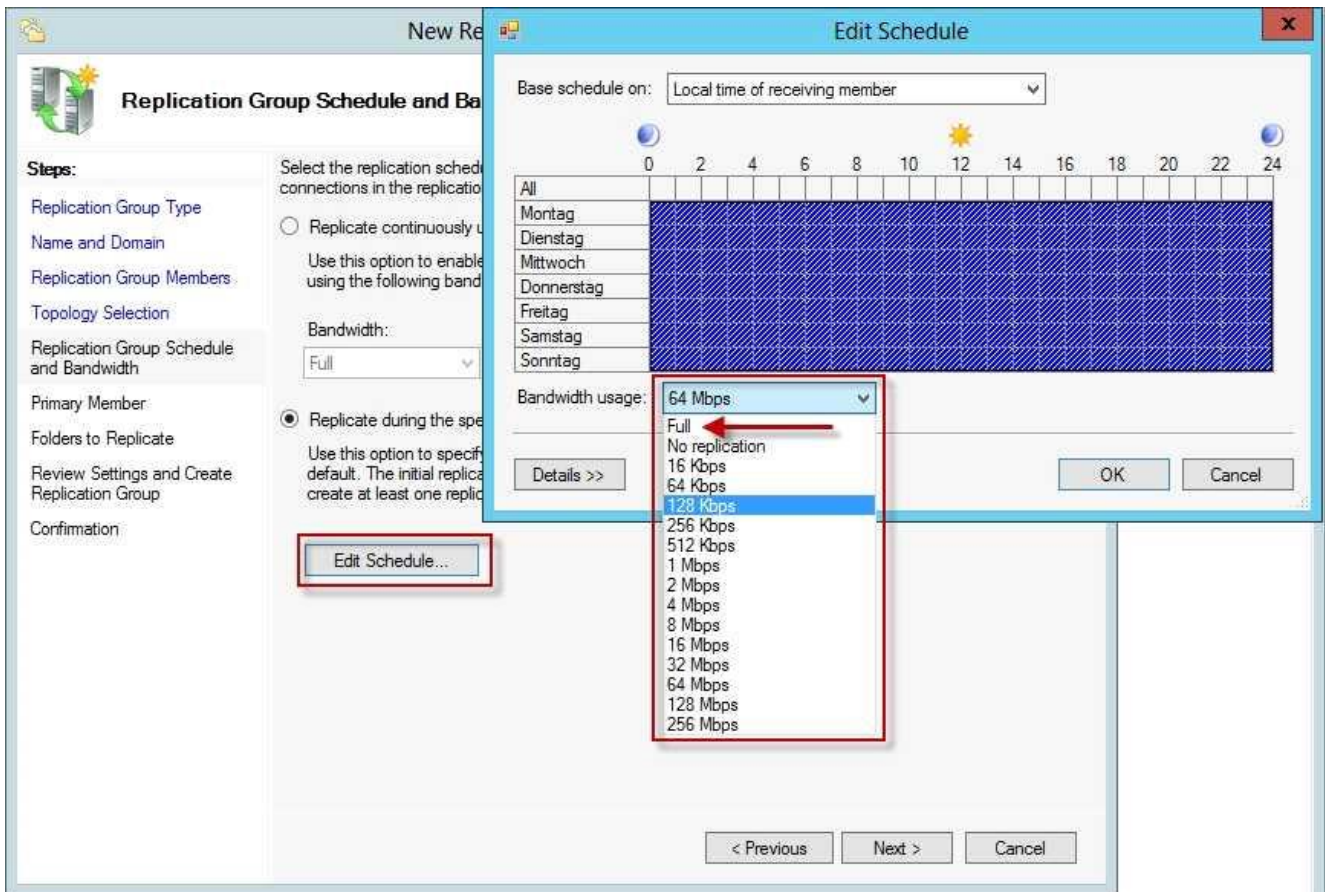 New Re
Replication Group Schedule and Ba
Steps:
Replication Group Type
Name and Domain
Replication Group Members
Topology Selection
Replication Group Schedule
and Bandwidth
Primary Member
Folders to Replicate
Review Settings and Create
Replication Group
Confirmation
Select the replication sched
connections in the replicatio
Replicate continuously u
Use this option to enable
using the following band
Bandwidth:
Full
Replicate during the spe
Use this option to specify
default. The initial replica
create at least one replic
Edit Schedule...
< Previous
Next >
Cancel
Edit Schedule
x
Base schedule on:
Local time of receiving member
0 2 4 6 8 10 12 14 16 18 20 22 24
All
Montag
Dienstag
Mittwoch
Donnerstag
Freitag
Samstag
Sonntag
Bandwidth usage:
64 Mbps
Full
No replication
16 Kbps
64 Kbps
128 Kbps
256 Kbps
512 Kbps
1 Mbps
2 Mbps
4 Mbps
8 Mbps
16 Mbps
32 Mbps
64 Mbps
128 Mbps
256 Mbps
Details >>
OK
Cancel